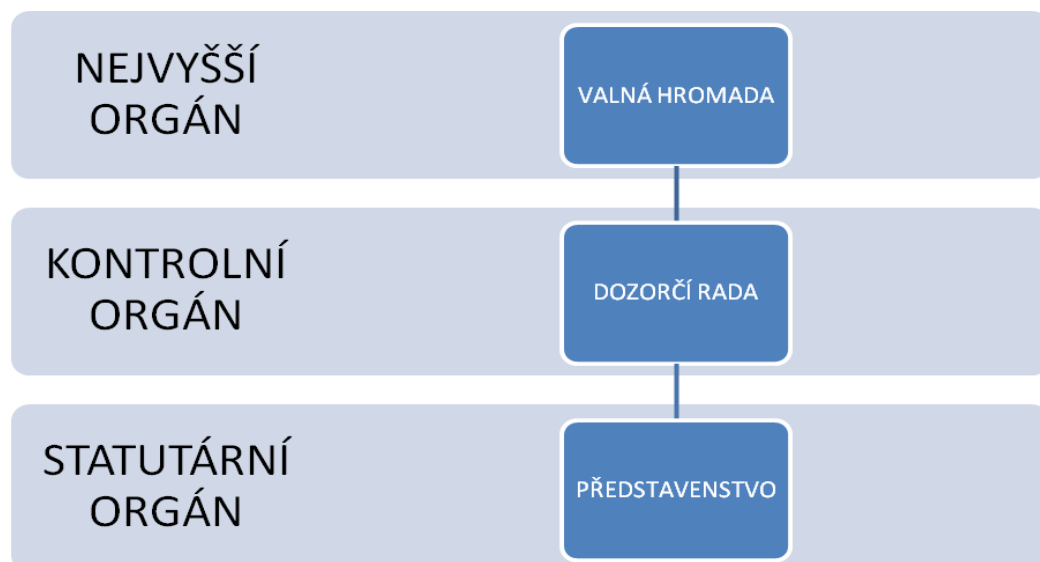 NEJVYŠŠÍ
ORGÁN
VALNÁ HROMADA
KONTROLNÍ
ORGÁN
DOZORČÍ RADA
STATUTÁRNÍ
ORGÁN
PŘEDSTAVENSTVO